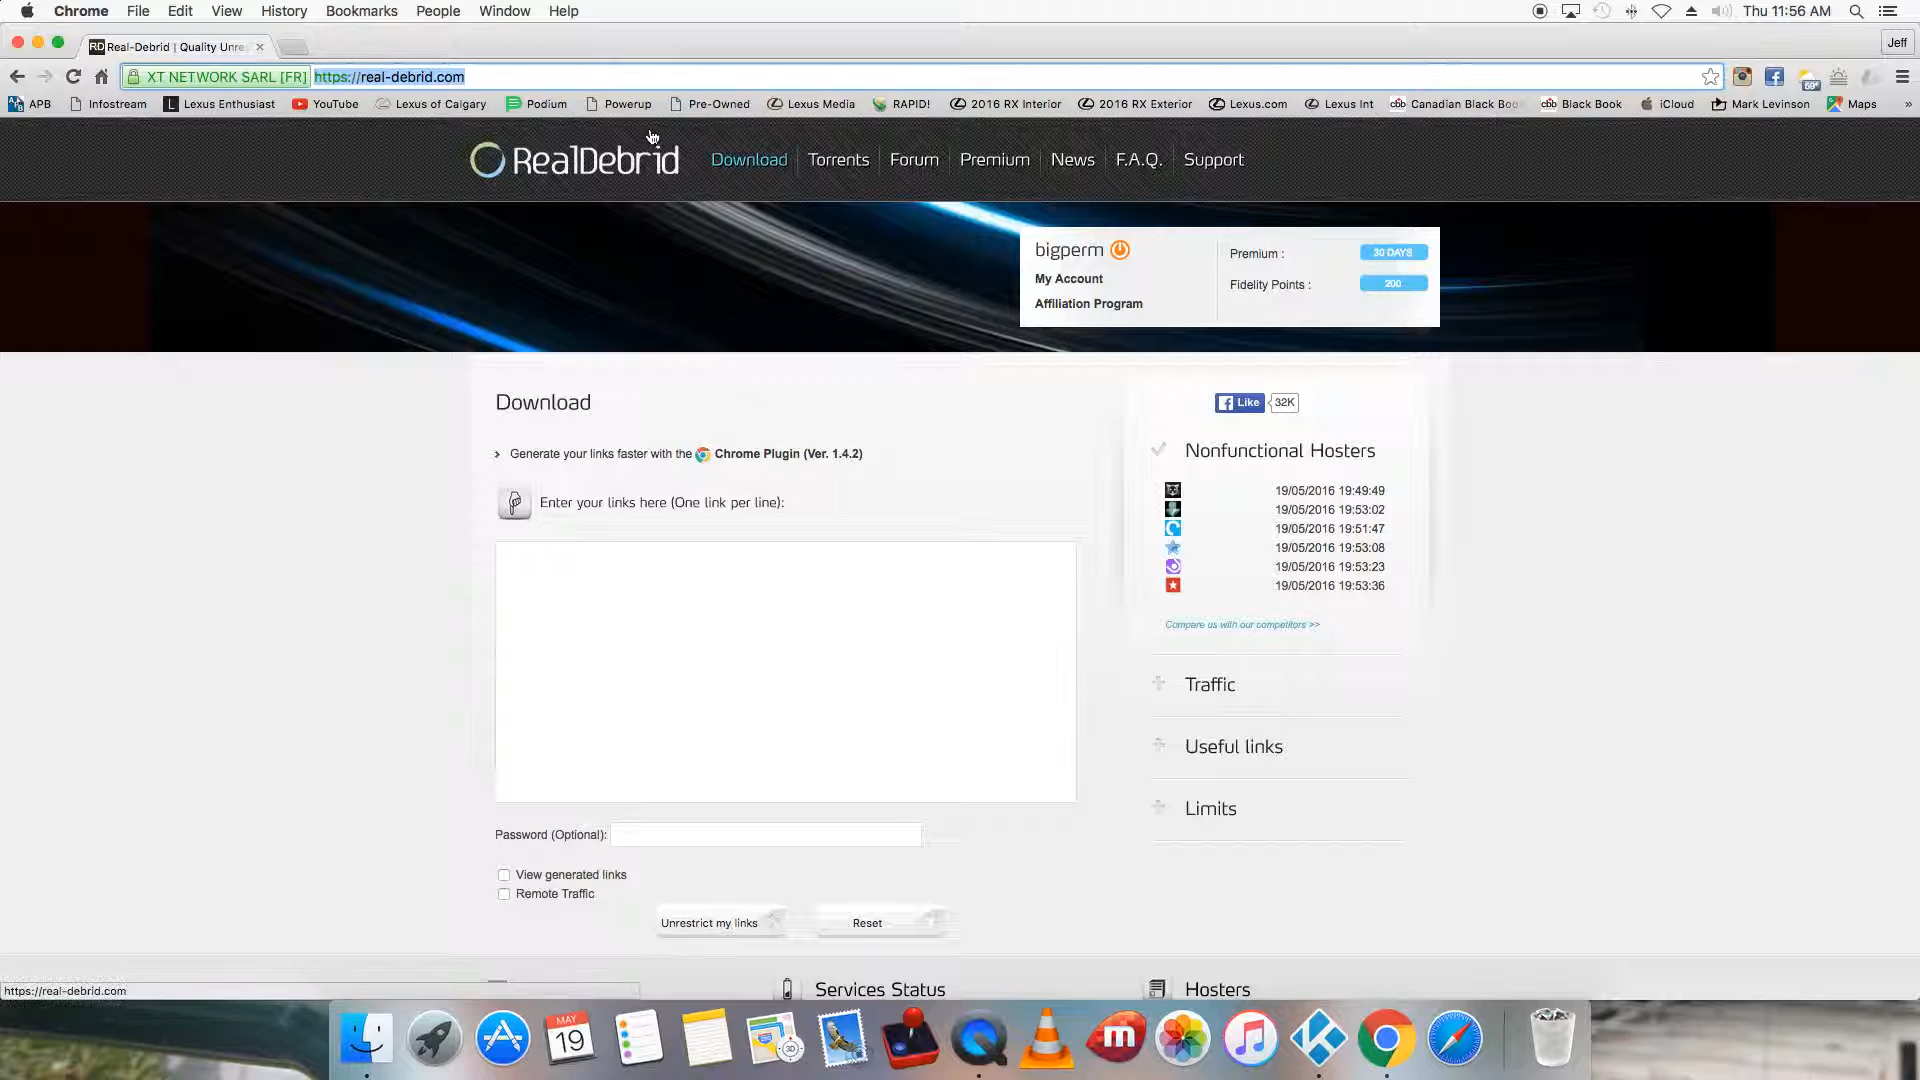 Chrome File Edit View History Bookmarks People Window Help Thu 11:56 AM
RD Real-Debrid | Quality Unre Jeff
XT NETWORK SARL [FR] https://real-debrid.com 59°
APB Infostream L Lexus Enthusiast YouTube Lexus of Calgary Podium Powerup Pre-Owned Lexus Media RAPID! 2016 RX Interior 2016 RX Exterior Lexus.com Lexus Int cbb Canadian Black Boo cbb Black Book iCloud Mark Levinson Maps »
RealDebrid Download Torrents Forum Premium News F.A.Q. Support
bigperm Premium : 30 DAYS
My Account Fidelity Points : 200
Affiliation Program
Download Like 32K
Generate your links faster with the Chrome Plugin (Ver. 1.4.2) Nonfunctional Hosters
Enter your links here (One link per line):
19/05/2016 19:49:49
19/05/2016 19:53:02
19/05/2016 19:51:47
19/05/2016 19:53:08
19/05/2016 19:53:23
19/05/2016 19:53:36
Compare us with our competitors >>
Traffic
Useful links
Limits
Password (Optional):
View generated links
Remote Traffic
Unrestrict my links Reset
https://real-debrid.com Services Status Hosters
MAY
19
3D
m